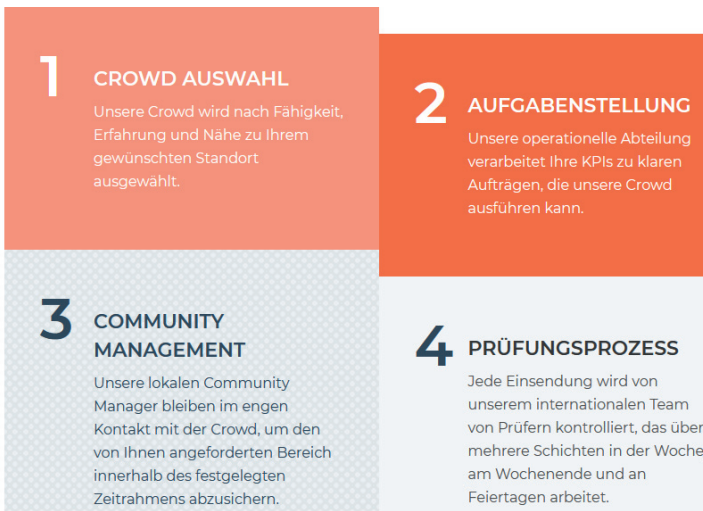 1
CROWD AUSWAHL
Unsere Crowd wird nach Fähigkeit,
Erfahrung und Nähe zu Ihrem
gewünschten Standort
ausgewählt.
2
AUFGABENSTELLUNG
Unsere operationelle Abteilung
verarbeitet Ihre KPIs zu klaren
Aufträgen, die unsere Crowd
ausführen kann.
3
COMMUNITY
MANAGEMENT
Unsere lokalen Community
Manager bleiben im engen
Kontakt mit der Crowd, um den
von Ihnen angeforderten Bereich
innerhalb des festgelegten
Zeitrahmens abzusichern.
4
PRÜFUNGSPROZESS
Jede Einsendung wird von
unserem internationalen Team
von Prüfern kontrolliert, das über
mehrere Schichten in der Woche
am Wochenende und an
Feiertagen arbeitet.